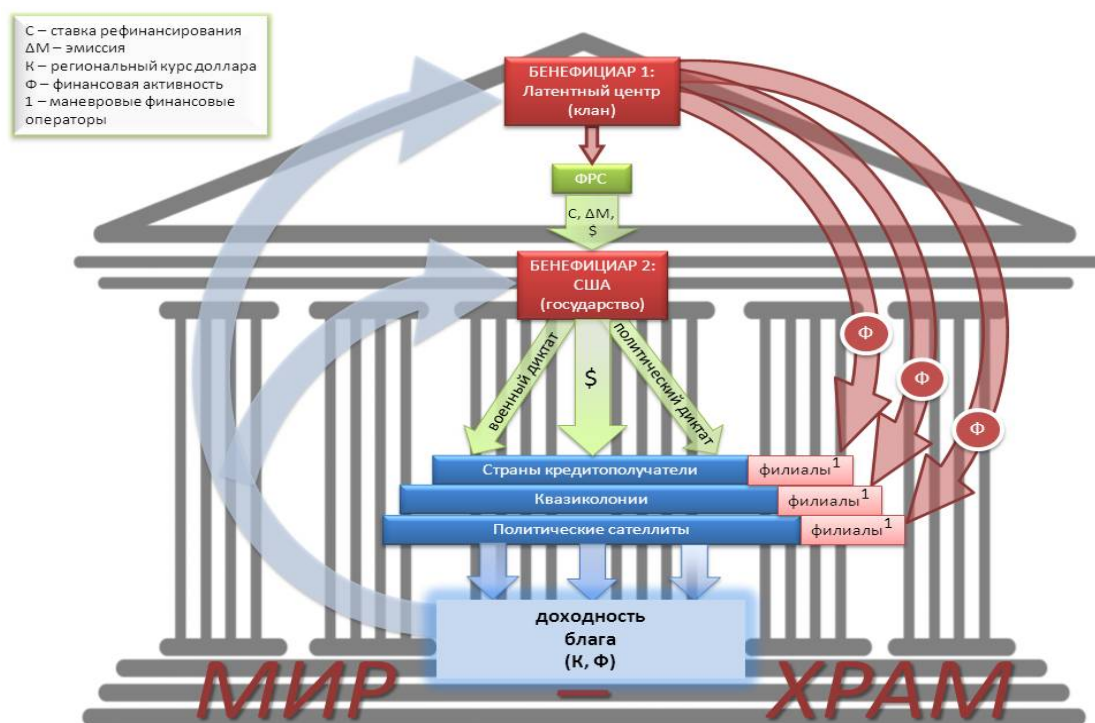 С – ставка рефинансирования
ΔM – эмиссия
К – региональный курс доллара
Ф – финансовая активность
1 – маневровые финансовые
операторы
БЕНЕФИЦИАР 1:
Латентный центр
(клан)
ФРС
С, ΔM,
$
БЕНЕФИЦИАР 2:
США
(государство)
военный диктат
$
политический диктат
Ф
Ф
Ф
Страны кредитополучатели
филиалы1
Квазиколонии
филиалы1
Политические сателлиты
филиалы1
доходность
блага
(К, Ф)
МИР – ХРАМ